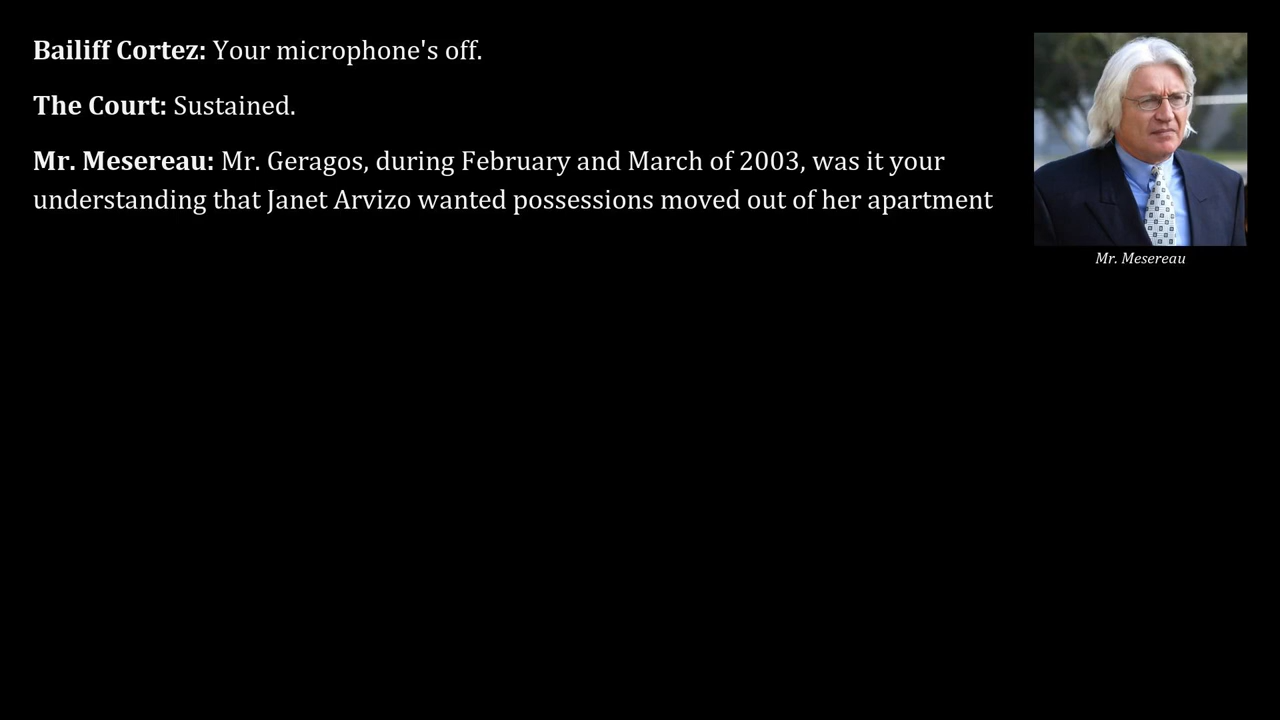 Bailiff Cortez: Your microphone's off.
The Court: Sustained.
Mr. Mesereau: Mr. Geragos, during February and March of 2003, was it your
understanding that Janet Arvizo wanted possessions moved out of her apartment
Mr. Mesereau